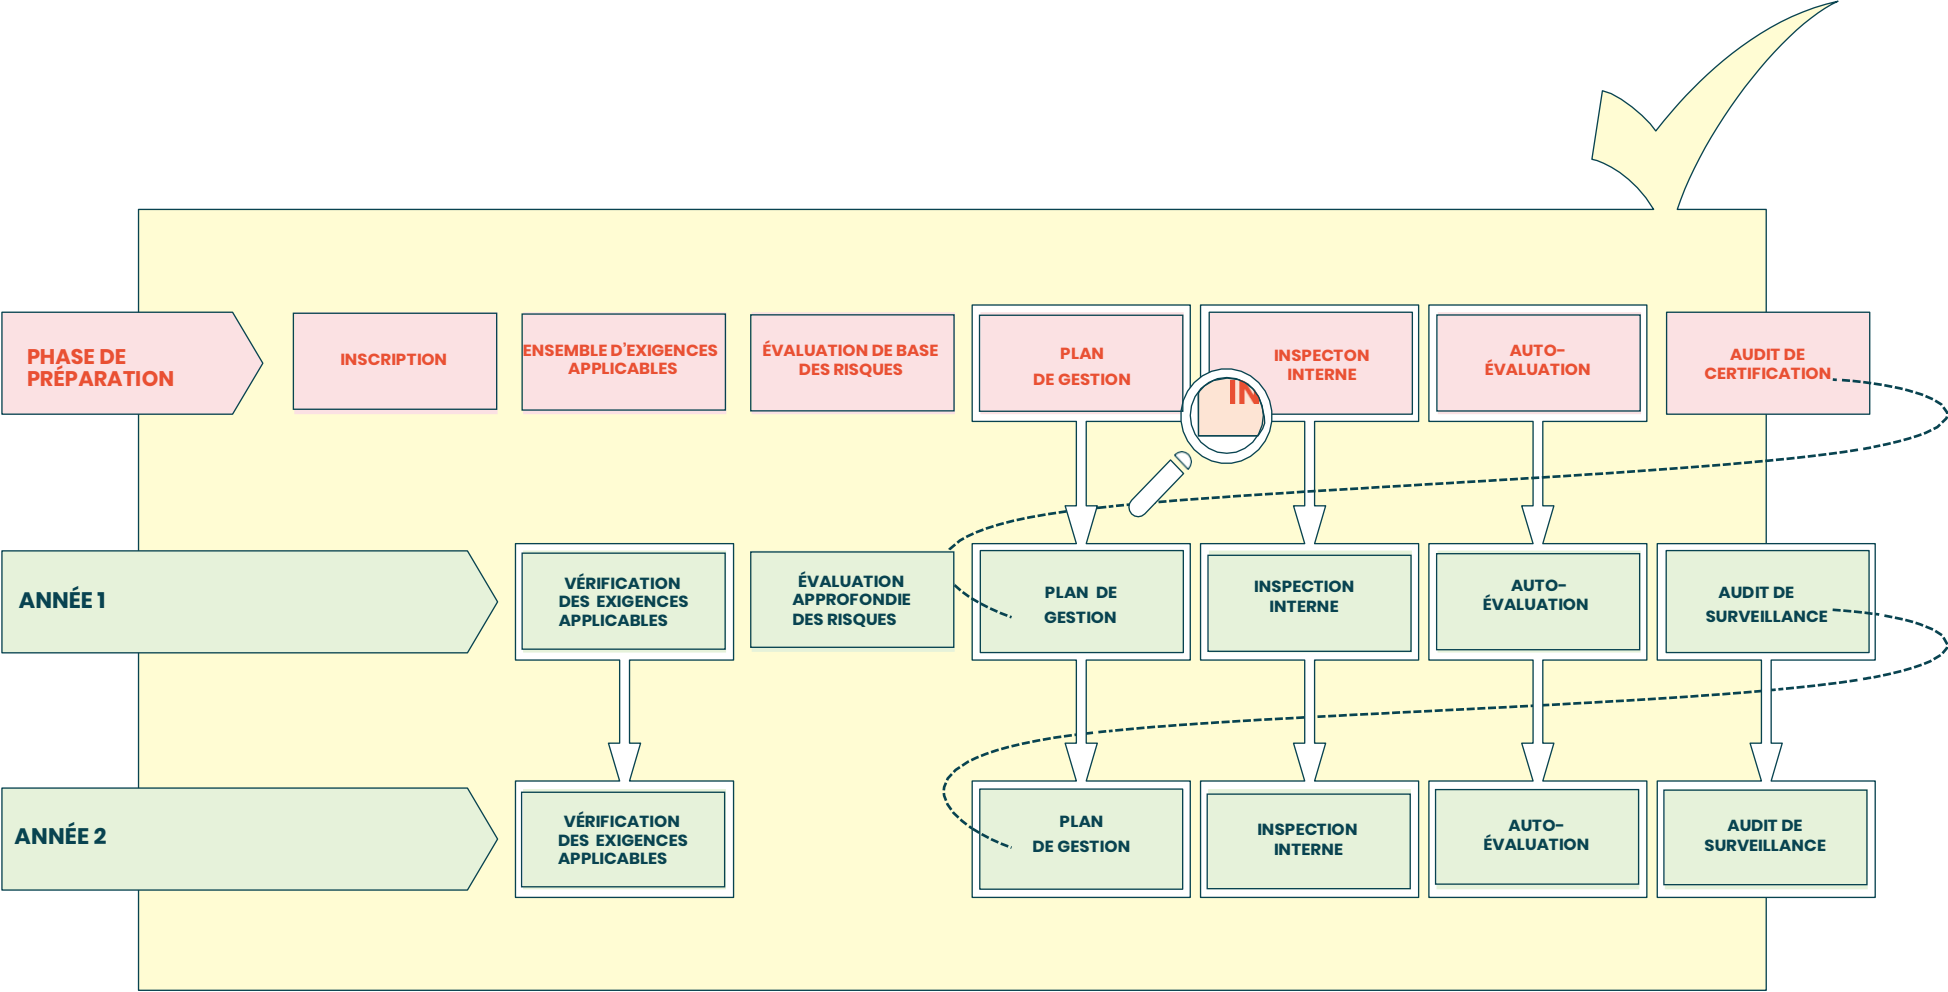 PHASE DE
PRÉPARATION
INSCRIPTION
ENSEMBLE D'EXIGENCES
APPLICABLES
ÉVALUATION DE BASE
DES RISQUES
PLAN
DE GESTION
INSPECTON
INTERNE
IN
AUTO-
ÉVALUATION
AUDIT DE
CERTIFICATION
ANNÉE 1
VÉRIFICATION
DES EXIGENCES
APPLICABLES
ÉVALUATION
APPROFONDIE
DES RISQUES
PLAN DE
GESTION
INSPECTION
INTERNE
AUTO-
ÉVALUATION
AUDIT DE
SURVEILLANCE
ANNÉE 2
VÉRIFICATION
DES EXIGENCES
APPLICABLES
PLAN
DE GESTION
INSPECTION
INTERNE
AUTO-
ÉVALUATION
AUDIT DE
SURVEILLANCE